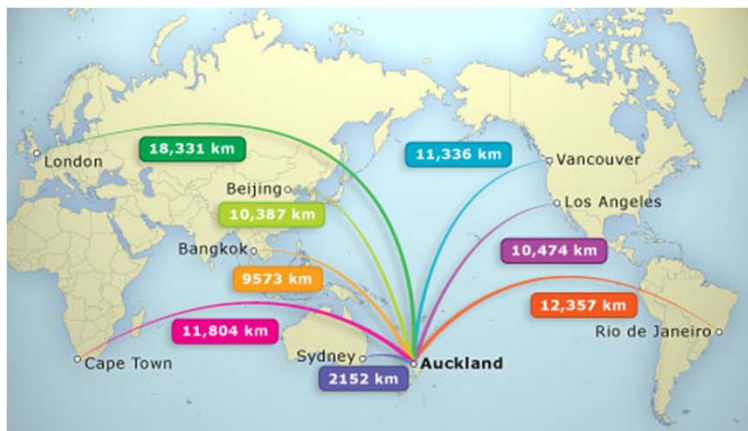 18,331 km
11,336 km
London
Vancouver
Beijing
Los Angeles
10,387 km
Bangkok
10,474 km
9573 km
12,357 km
11,804 km
Rio de Janeiro
Cape Town
Sydney
Auckland
2152 km